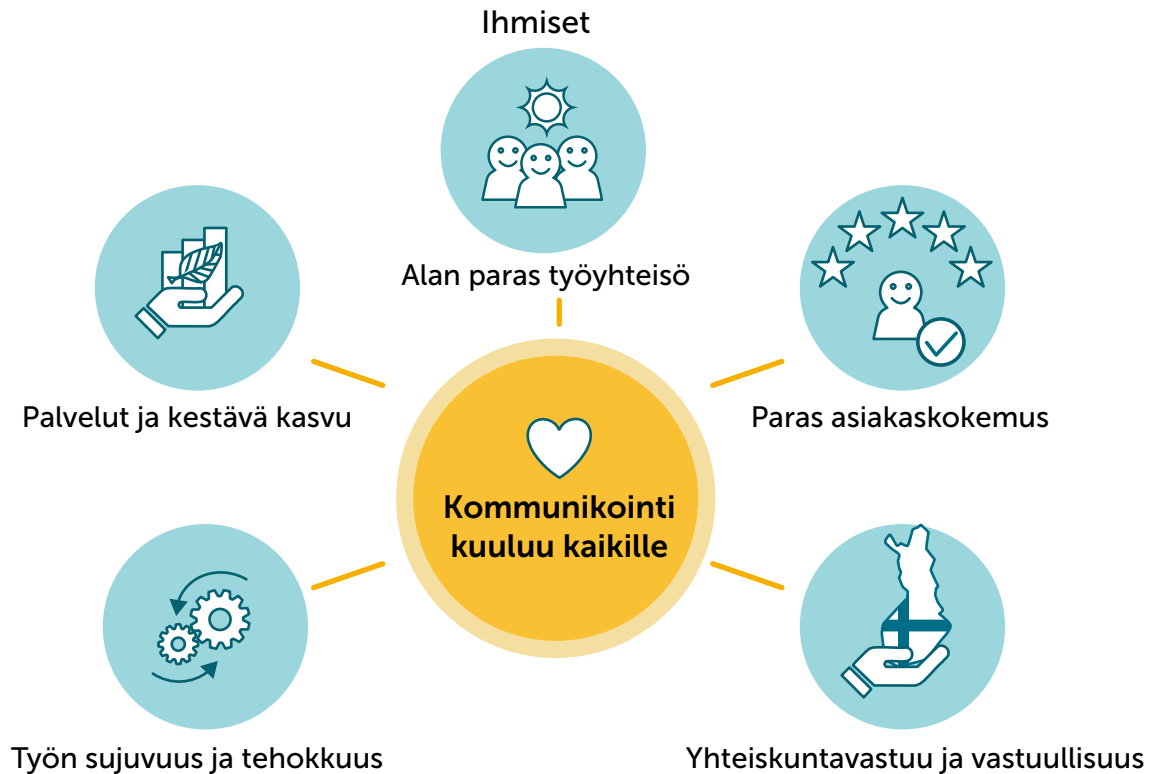 Ihmiset
Alan paras työyhteisö
Palvelut ja kestävä kasvu
Paras asiakaskokemus
Kommunikointi
kuuluu kaikille
Työn sujuvuus ja tehokkuus
Yhteiskuntavastuu ja vastuullisuus